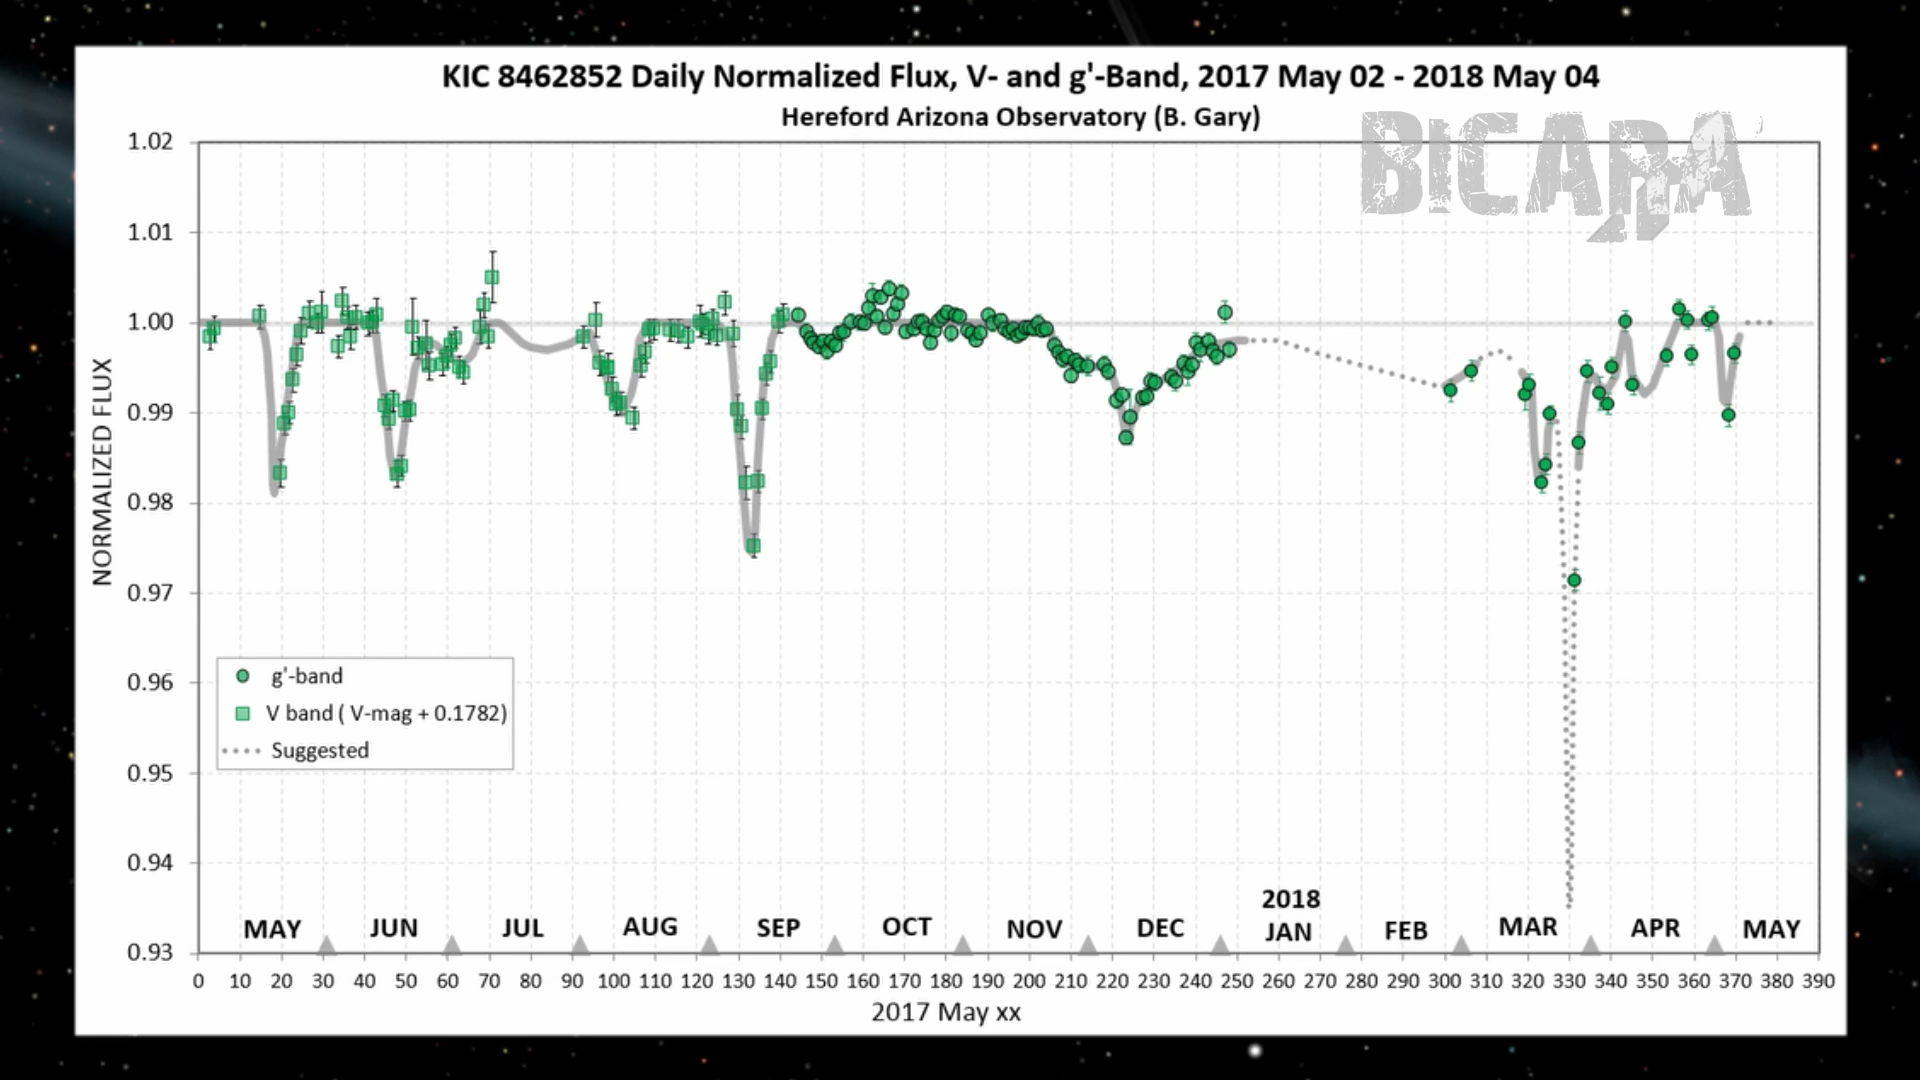 KIC 8462852 Daily Normalized Flux, V- and g'-Band, 2017 May 02 - 2018 May 04
Hereford Arizona Observatory (B. Gary)
BICARA
1.02
1.01
1.00
0.99
0.98
0.97
0.96
0.95
0.94
0.93
NORMALIZED FLUX
g'-band
V band ( V-mag + 0.1782)
Suggested
2018
MAY JUN JUL AUG SEP OCT NOV DEC JAN FEB MAR APR MAY
0 10 20 30 40 50 60 70 80 90 100 110 120 130 140 150 160 170 180 190 200 210 220 230 240 250 260 270 280 290 300 310 320 330 340 350 360 370 380 390
2017 May xx